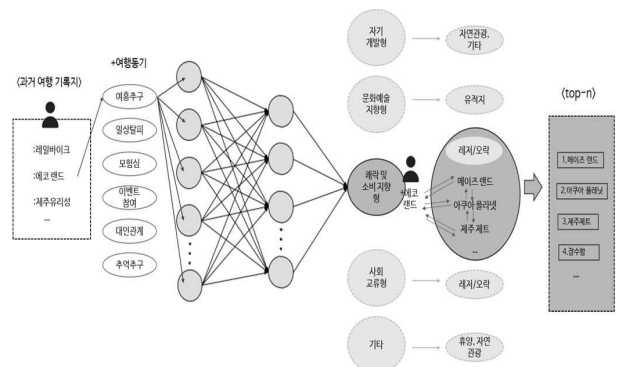 〈과거 여행 기록지〉
:레일바이크
:에코 랜드
:제주유리성
...
+여행동기
여흥추구
일상탈피
모험심
이벤트
참여
대인관계
추억추구
자기
개발형
자연관광,
기타
문화예술
지향형
유적지
쾌락 및
소비 지향
형
+에코
랜드
레저/오락
메이즈 랜드
아쿠아 플라넷
제주 제트
...
사회
교류형
레저/오락
기타
휴양, 자연
관광
〈top-n〉
1.메이즈 랜드
2.아쿠아 플라넷
3.제주제트
4.잠수함
...